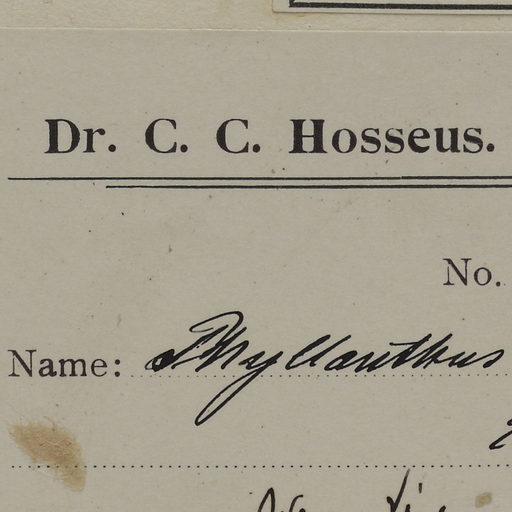 Dr. C. C. Hosseus.
No.
Name: Phyllanthus